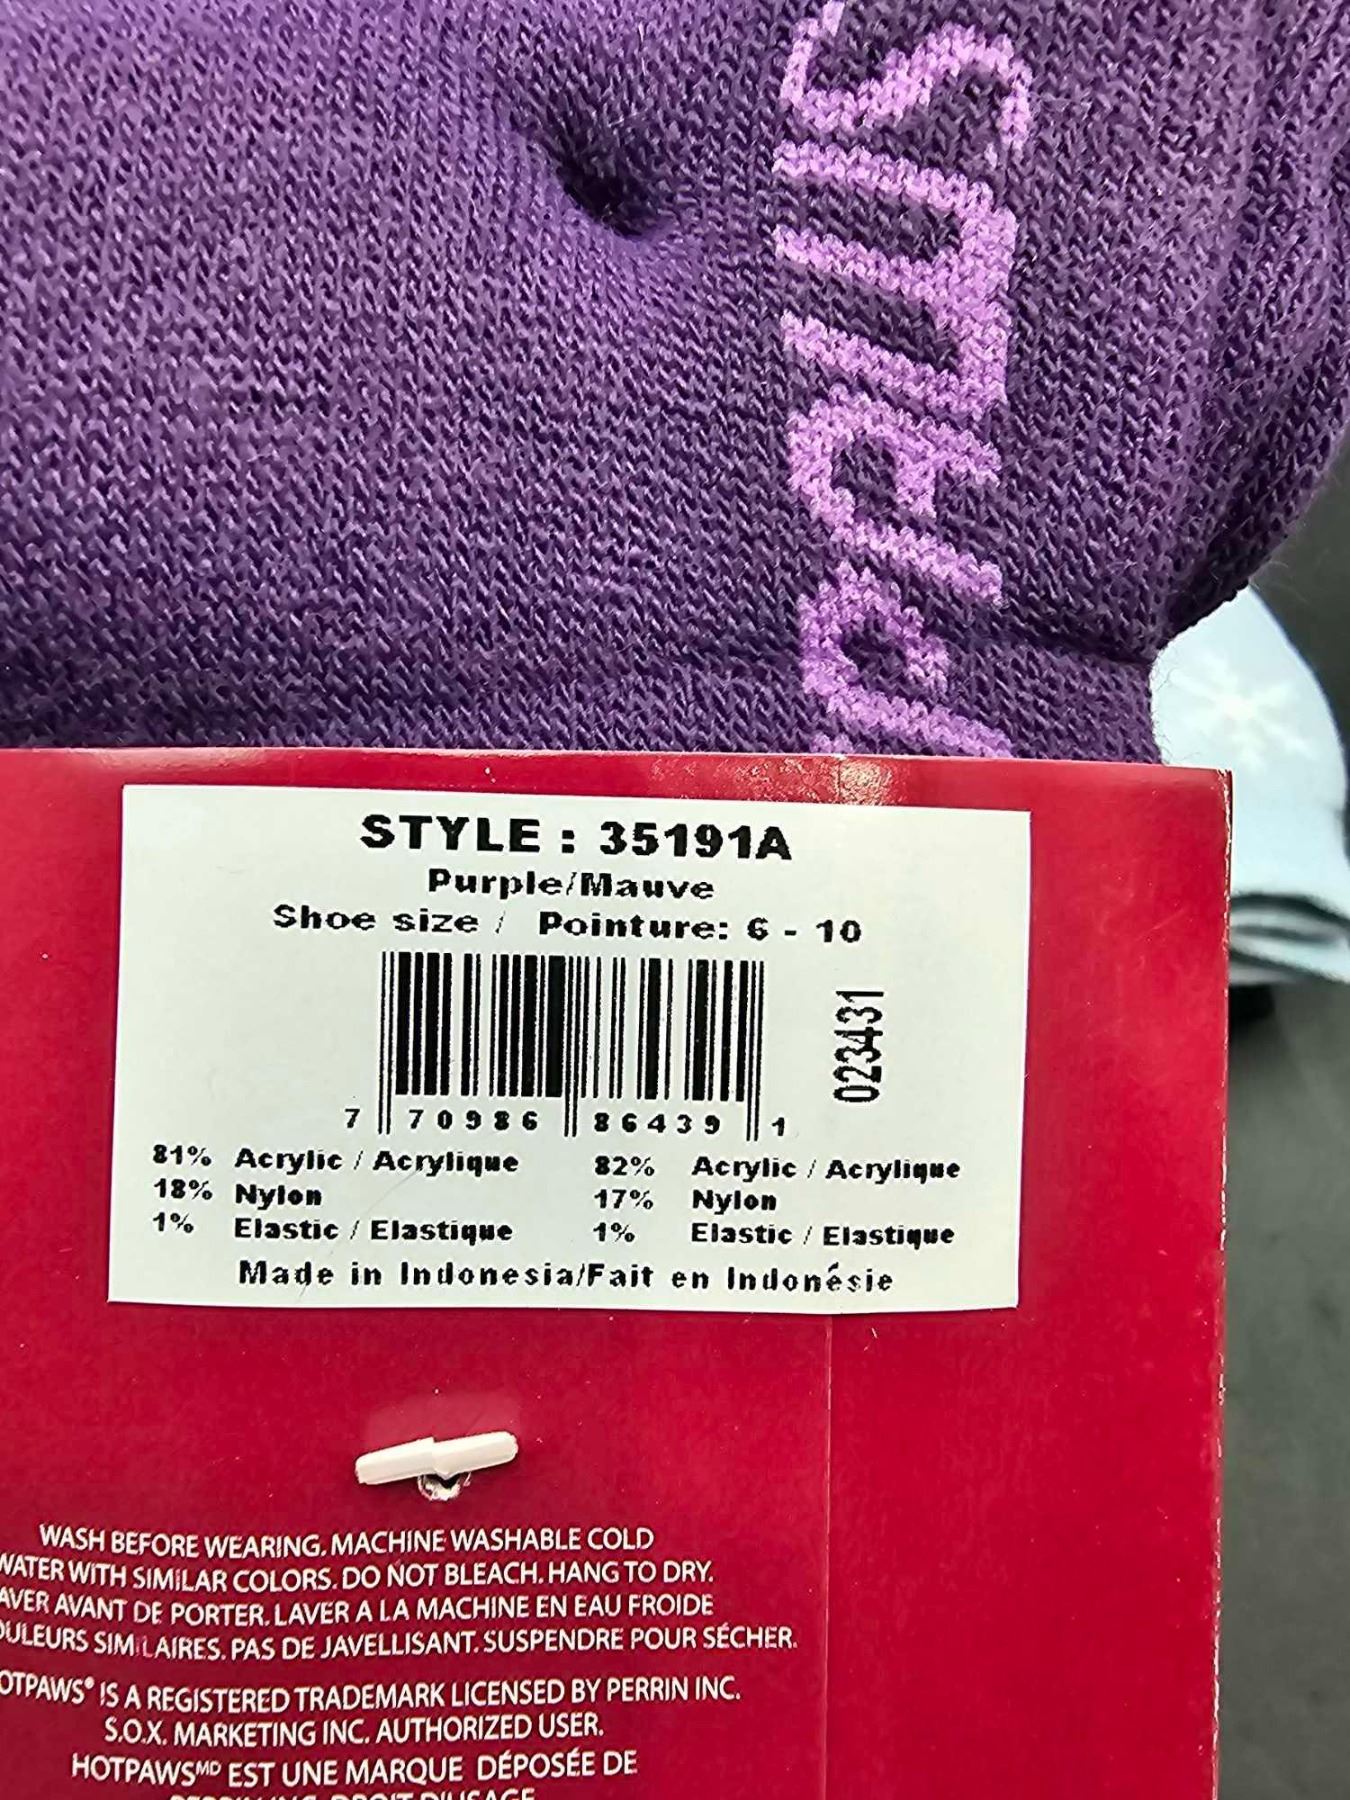 STYLE : 35191A
Purple/Mauve
Shoe size / Pointure: 6 - 10
023431
7 70986 86439 1
81% Acrylic / Acrylique 82% Acrylic / Acrylique
18% Nylon 17% Nylon
1% Elastic / Elastique 1% Elastic / Elastique
Made in Indonesia/Fait en Indonésie
WASH BEFORE WEARING. MACHINE WASHABLE COLD
WATER WITH SIMILAR COLORS. DO NOT BLEACH. HANG TO DRY.
AVER AVANT DE PORTER. LAVER A LA MACHINE EN EAU FROIDE
OULEURS SIMILAIRES. PAS DE JAVELLISANT. SUSPENDRE POUR SÉCHER.
OTPAWS® IS A REGISTERED TRADEMARK LICENSED BY PERRIN INC.
S.O.X. MARKETING INC. AUTHORIZED USER.
HOTPAWSMD EST UNE MARQUE DÉPOSÉE DE
PERRIN INC. DROIT D'USAGE